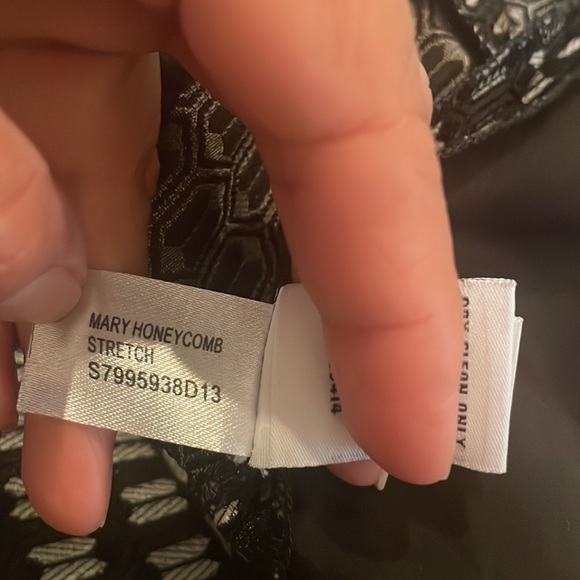 MARY HONEYCOMB
STRETCH
S7995938D13
DRY CLEAN ONLY